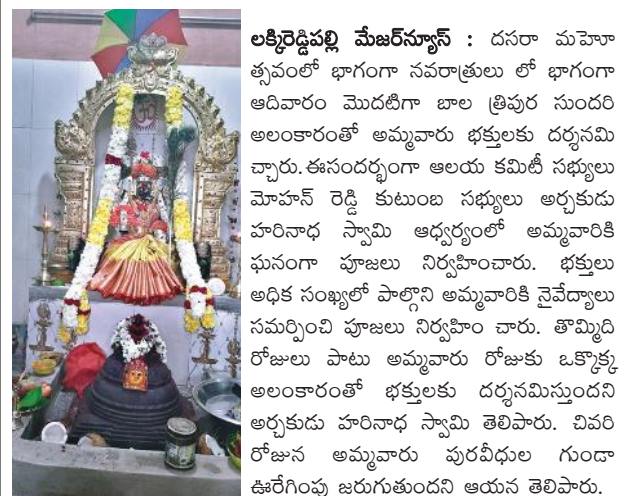 లక్కిరెడ్డిపల్లి మేజర్‌న్యూస్ : దసరా మహో
త్సవంలో భాగంగా నవరాత్రులు లో భాగంగా
ఆదివారం మొదటిగా బాల త్రిపుర సుందరి
అలంకారంతో అమ్మవారు భక్తులకు దర్శనమి
చ్చారు.ఈసందర్భంగా ఆలయ కమిటీ సభ్యులు
మోహన్ రెడ్డి కుటుంబ సభ్యులు అర్చకుడు
హరినాధ స్వామి ఆధ్వర్యంలో అమ్మవారికి
ఘనంగా పూజలు నిర్వహించారు. భక్తులు
అధిక సంఖ్యలో పాల్గొని అమ్మవారికి నైవేద్యాలు
సమర్పించి పూజలు నిర్వహిం చారు. తొమ్మిది
రోజులు పాటు అమ్మవారు రోజుకు ఒక్కొక్క
అలంకారంతో భక్తులకు దర్శనమిస్తుందని
అర్చకుడు హరినాధ స్వామి తెలిపారు. చివరి
రోజున అమ్మవారు పురవీధుల గుండా
ఊరేగింపు జరుగుతుందని ఆయన తెలిపారు.